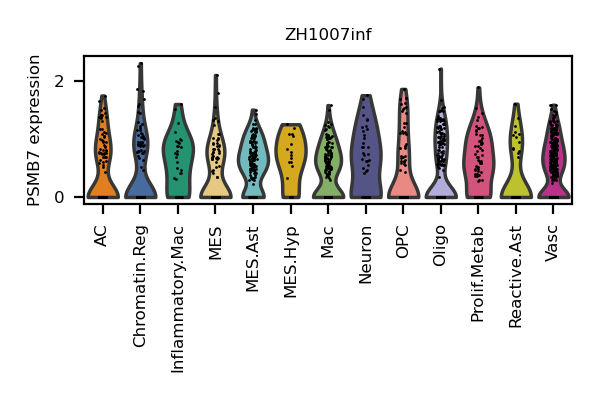 ZH1007inf
PSMB7 expression
2
0
AC
Chromatin.Reg
Inflammatory.Mac
MES
MES.Ast
MES.Hyp
Mac
Neuron
OPC
Oligo
Prolif.Metab
Reactive.Ast
Vasc